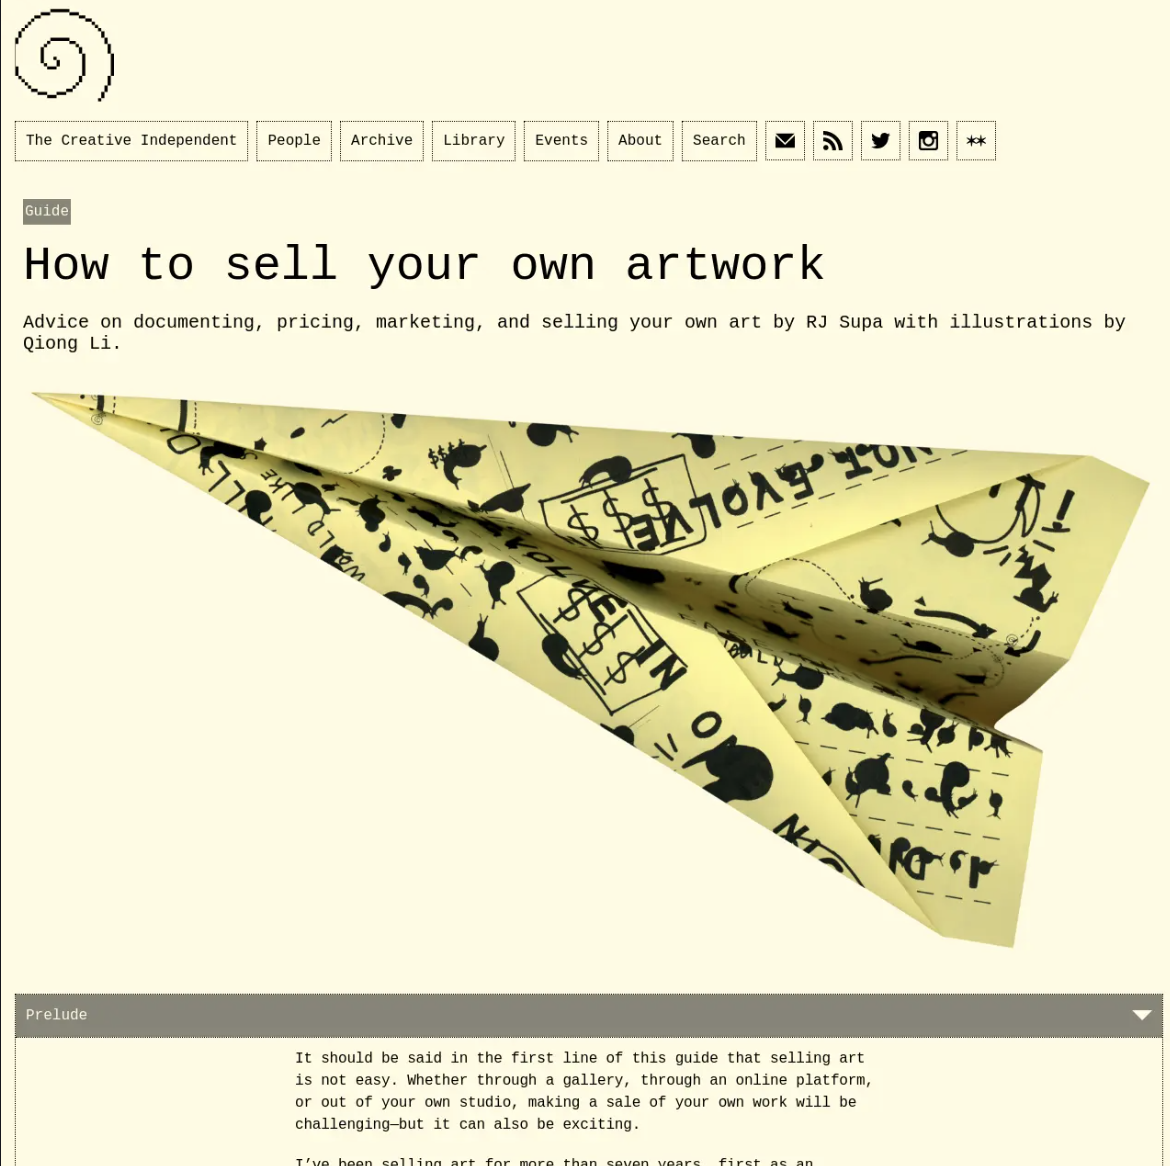 The Creative Independent
People
Archive
Library
Events
About
Search
Guide
How to sell your own artwork
Advice on documenting, pricing, marketing, and selling your own art by RJ Supa with illustrations by
Qiong Li.
$$$$
$$$
NOT EVOLVE
!
$$$
Prelude
It should be said in the first line of this guide that selling art
is not easy. Whether through a gallery, through an online platform,
or out of your own studio, making a sale of your own work will be
challenging—but it can also be exciting.
I've been selling art for more than seven years, first as an